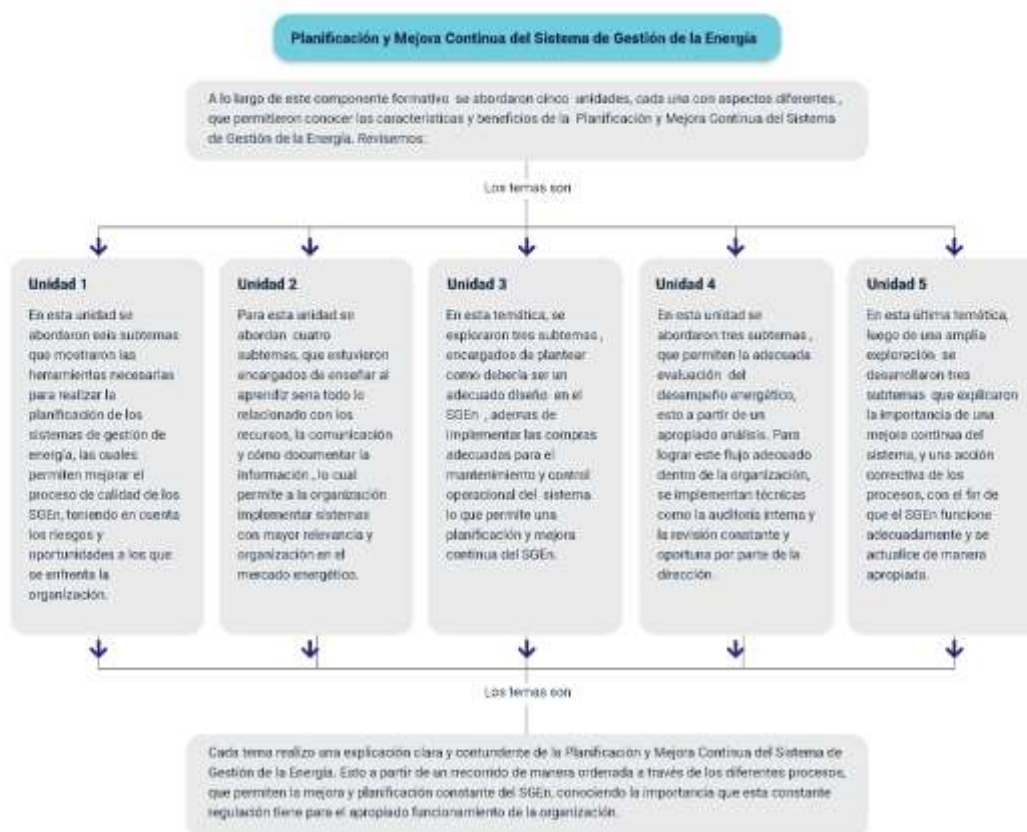 Planificación y Mejora Continua del Sistema de Gestión de la Energía
A lo largo de este componente formativo se abordaron cinco unidades, cada una con aspectos diferentes,
que permitieron conocer las características y beneficios de la Planificación y Mejora Continua del Sistema
de Gestión de la Energía. Revisemos:
Los temas son
Unidad 1
En esta unidad se
abordaron seis subtemas
que mostraron las
herramientas necesarias
para realizar la
planificación de los
sistemas de gestión de
energía, las cuales
permiten mejorar el
proceso de calidad de los
SGEn, teniendo en cuenta
los riesgos y
oportunidades a los que
se enfrenta la
organización.
Unidad 2
Para esta unidad se
abordan cuatro
subtemas, que estuvieron
encargados de enseñar al
aprendiz sena todo lo
relacionado con los
recursos, la comunicación
y cómo documentar la
información, lo cual
permite a la organización
implementar sistemas
con mayor relevancia y
organización en el
mercado energético.
Unidad 3
En esta temática, se
exploraron tres subtemas,
encargados de plantear
como debería ser un
adecuado diseño en el
SGEn, ademas de
implementar las compras
adecuadas para el
mantenimiento y control
operacional del sistema
lo que permite una
planificación y mejora
continua del SGEn.
Unidad 4
En esta unidad se
abordaron tres subtemas,
que permiten la adecuada
evaluación del
desempeño energético,
esto a partir de un
apropiado análisis. Para
lograr este flujo adecuado
dentro de la organización,
se implementan técnicas
como la auditoria interna y
la revisión constante y
oportuna por parte de la
dirección.
Unidad 5
En esta última temática,
luego de una amplia
exploración se
desarrollaron tres
subtemas que explicaron
la importancia de una
mejora continua del
sistema, y una acción
correctiva de los
procesos, con el fin de
que el SGEn funcione
adecuadamente y se
actualice de manera
apropiada.
Los temas son
Cada tema realizo una explicación clara y contundente de la Planificación y Mejora Continua del Sistema de
Gestión de la Energía. Esto a partir de un rrecorrido de manera ordenada a través de los diferentes procesos,
que permiten la mejora y planificación constante del SGEn, conociendo la importancia que esta constante
regulación tiene para el apropiado funcionamiento de la organización.